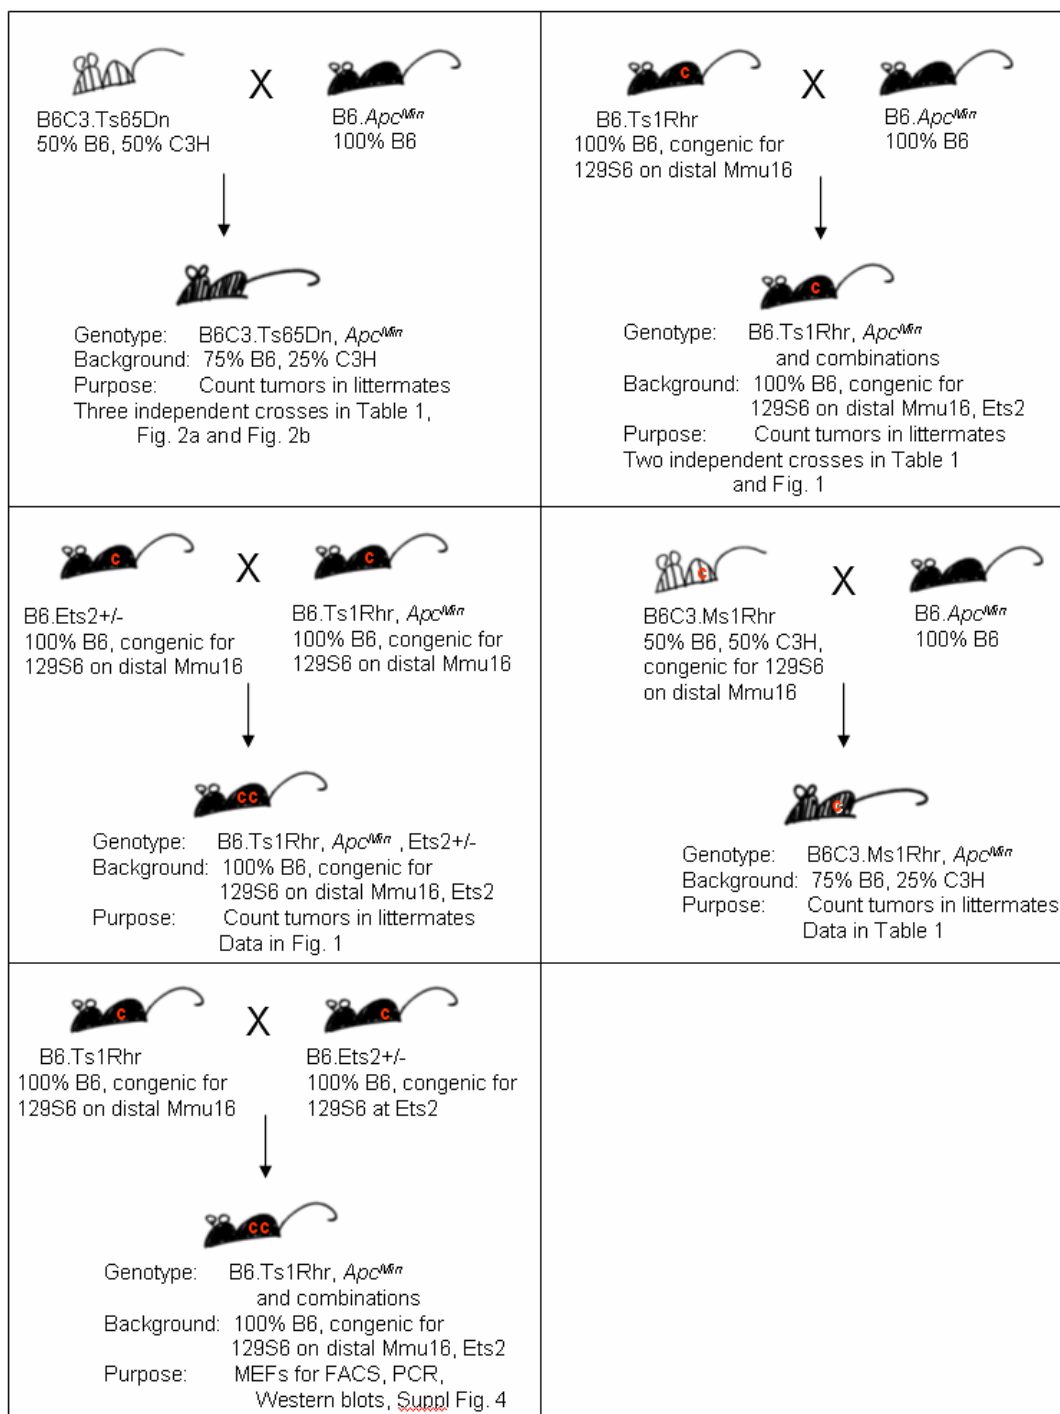 X
B6C3.Ts65Dn
50% B6, 50% C3H
B6.ApcMin
100% B6
Genotype: B6C3.Ts65Dn, ApcMin
Background: 75% B6, 25% C3H
Purpose: Count tumors in littermates
Three independent crosses in Table 1,
Fig. 2a and Fig. 2b
c
X
B6.Ts1Rhr
100% B6, congenic for
129S6 on distal Mmu16
B6.ApcMin
100% B6
c
Genotype: B6.Ts1Rhr, ApcMin
and combinations
Background: 100% B6, congenic for
129S6 on distal Mmu16, Ets2
Purpose: Count tumors in littermates
Two independent crosses in Table 1
and Fig. 1
c
X
c
B6.Ets2+/-
100% B6, congenic for
129S6 on distal Mmu16
B6.Ts1Rhr, ApcMin
100% B6, congenic for
129S6 on distal Mmu16
cc
Genotype: B6.Ts1Rhr, ApcMin , Ets2+/-
Background: 100% B6, congenic for
129S6 on distal Mmu16, Ets2
Purpose: Count tumors in littermates
Data in Fig. 1
c
X
B6C3.Ms1Rhr
50% B6, 50% C3H,
congenic for 129S6
on distal Mmu16
B6.ApcMin
100% B6
c
Genotype: B6C3.Ms1Rhr, ApcMin
Background: 75% B6, 25% C3H
Purpose: Count tumors in littermates
Data in Table 1
c
X
c
B6.Ts1Rhr
100% B6, congenic for
129S6 on distal Mmu16
B6.Ets2+/-
100% B6, congenic for
129S6 at Ets2
cc
Genotype: B6.Ts1Rhr, ApcMin
and combinations
Background: 100% B6, congenic for
129S6 on distal Mmu16, Ets2
Purpose: MEFs for FACS, PCR,
Western blots, Suppl Fig. 4